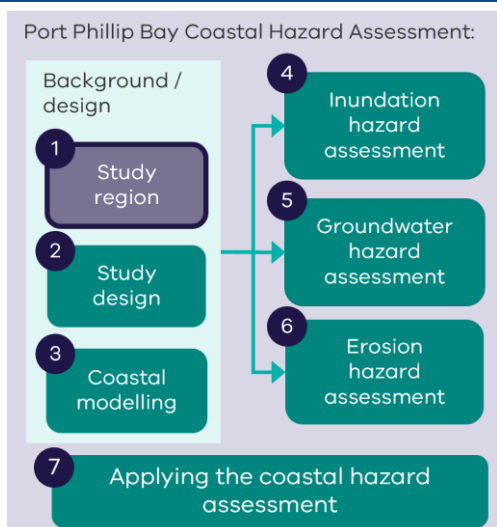 Port Phillip Bay Coastal Hazard Assessment:
Background /
design
1
Study
region
2
Study
design
3
Coastal
modelling
4
Inundation
hazard
assessment
5
Groundwater
hazard
assessment
6
Erosion
hazard
assessment
7
Applying the coastal hazard
assessment